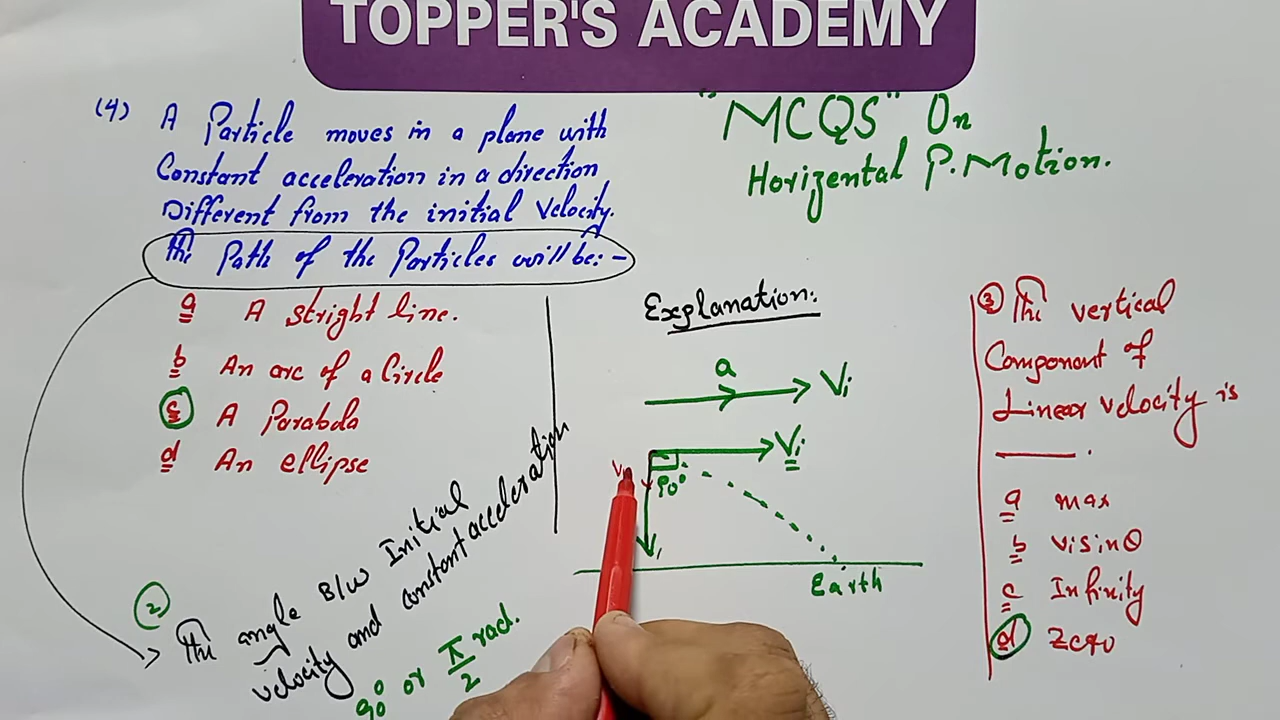 TOPPER'S ACADEMY
"MCQS" On
Horizental P.Motion.
(4) A Particle moves in a plane with
Constant acceleration in a direction
Different from the initial velocity.
The Path of the Particles will be:-
a A stright line.
b An arc of a Circle
c A Parabola
d An ellipse
(2) The angle B/W Initial
velocity and constant acceleration
90° or π/2 rad.
Explanation:
a
Vi
Vi
90°
Earth
(3) The vertical
Component of
Linear velocity is
______ .
a max
b visinθ
c Infinity
d Zero